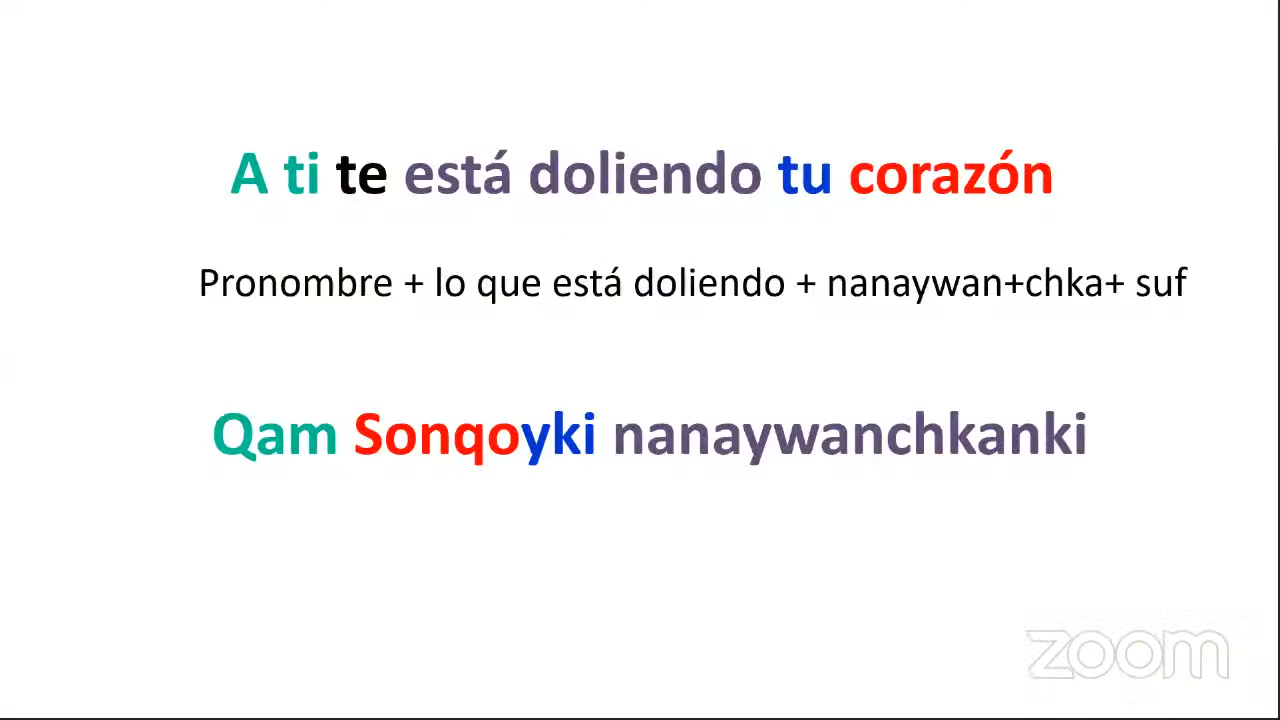 A ti te está doliendo tu corazón
Pronombre + lo que está doliendo + nanaywan+chka+ suf
Qam Sonqoyki nanaywanchkanki
zoom